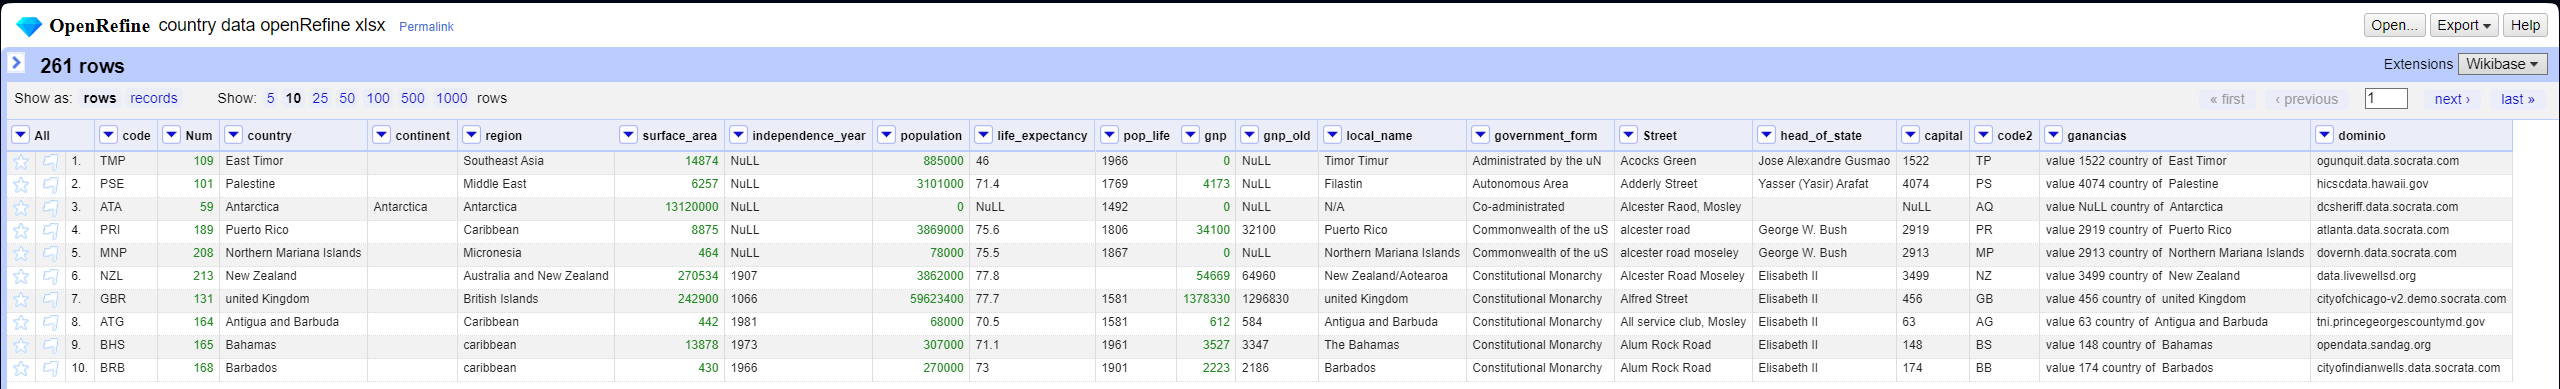 OpenRefine country data openRefine xlsx Permalink Open... Export Help
261 rows Extensions Wikibase
Show as: rows records Show: 5 10 25 50 100 500 1000 rows « first ‹ previous 1 next › last »
All code Num country continent region surface_area independence_year population life_expectancy pop_life gnp gnp_old local_name government_form Street head_of_state capital code2 ganancias dominio
1. TMP 109 East Timor Southeast Asia 14874 NuLL 885000 46 1966 0 NuLL Timor Timur Administrated by the uN Acocks Green Jose Alexandre Gusmao 1522 TP value 1522 country of East Timor ogunquit.data.socrata.com
2. PSE 101 Palestine Middle East 6257 NuLL 3101000 71.4 1769 4173 NuLL Filastin Autonomous Area Adderly Street Yasser (Yasir) Arafat 4074 PS value 4074 country of Palestine hicscdata.hawaii.gov
3. ATA 59 Antarctica Antarctica Antarctica 13120000 NuLL 0 NuLL 1492 0 NuLL N/A Co-administrated Alcester Raod, Mosley NuLL AQ value NuLL country of Antarctica dcsheriff.data.socrata.com
4. PRI 189 Puerto Rico Caribbean 8875 NuLL 3869000 75.6 1806 34100 32100 Puerto Rico Commonwealth of the uS alcester road George W. Bush 2919 PR value 2919 country of Puerto Rico atlanta.data.socrata.com
5. MNP 208 Northern Mariana Islands Micronesia 464 NuLL 78000 75.5 1867 0 NuLL Northern Mariana Islands Commonwealth of the uS alcester road moseley George W. Bush 2913 MP value 2913 country of Northern Mariana Islands dovernh.data.socrata.com
6. NZL 213 New Zealand Australia and New Zealand 270534 1907 3862000 77.8 54669 64960 New Zealand/Aotearoa Constitutional Monarchy Alcester Road Moseley Elisabeth II 3499 NZ value 3499 country of New Zealand data.livewellsd.org
7. GBR 131 united Kingdom British Islands 242900 1066 59623400 77.7 1581 1378330 1296830 united Kingdom Constitutional Monarchy Alfred Street Elisabeth II 456 GB value 456 country of united Kingdom cityofchicago-v2.demo.socrata.com
8. ATG 164 Antigua and Barbuda Caribbean 442 1981 68000 70.5 1581 612 584 Antigua and Barbuda Constitutional Monarchy All service club, Mosley Elisabeth II 63 AG value 63 country of Antigua and Barbuda tni.princegeorgescountymd.gov
9. BHS 165 Bahamas caribbean 13878 1973 307000 71.1 1961 3527 3347 The Bahamas Constitutional Monarchy Alum Rock Road Elisabeth II 148 BS value 148 country of Bahamas opendata.sandag.org
10. BRB 168 Barbados caribbean 430 1966 270000 73 1901 2223 2186 Barbados Constitutional Monarchy Alum Rock Road Elisabeth II 174 BB value 174 country of Barbados cityofindianwells.data.socrata.com